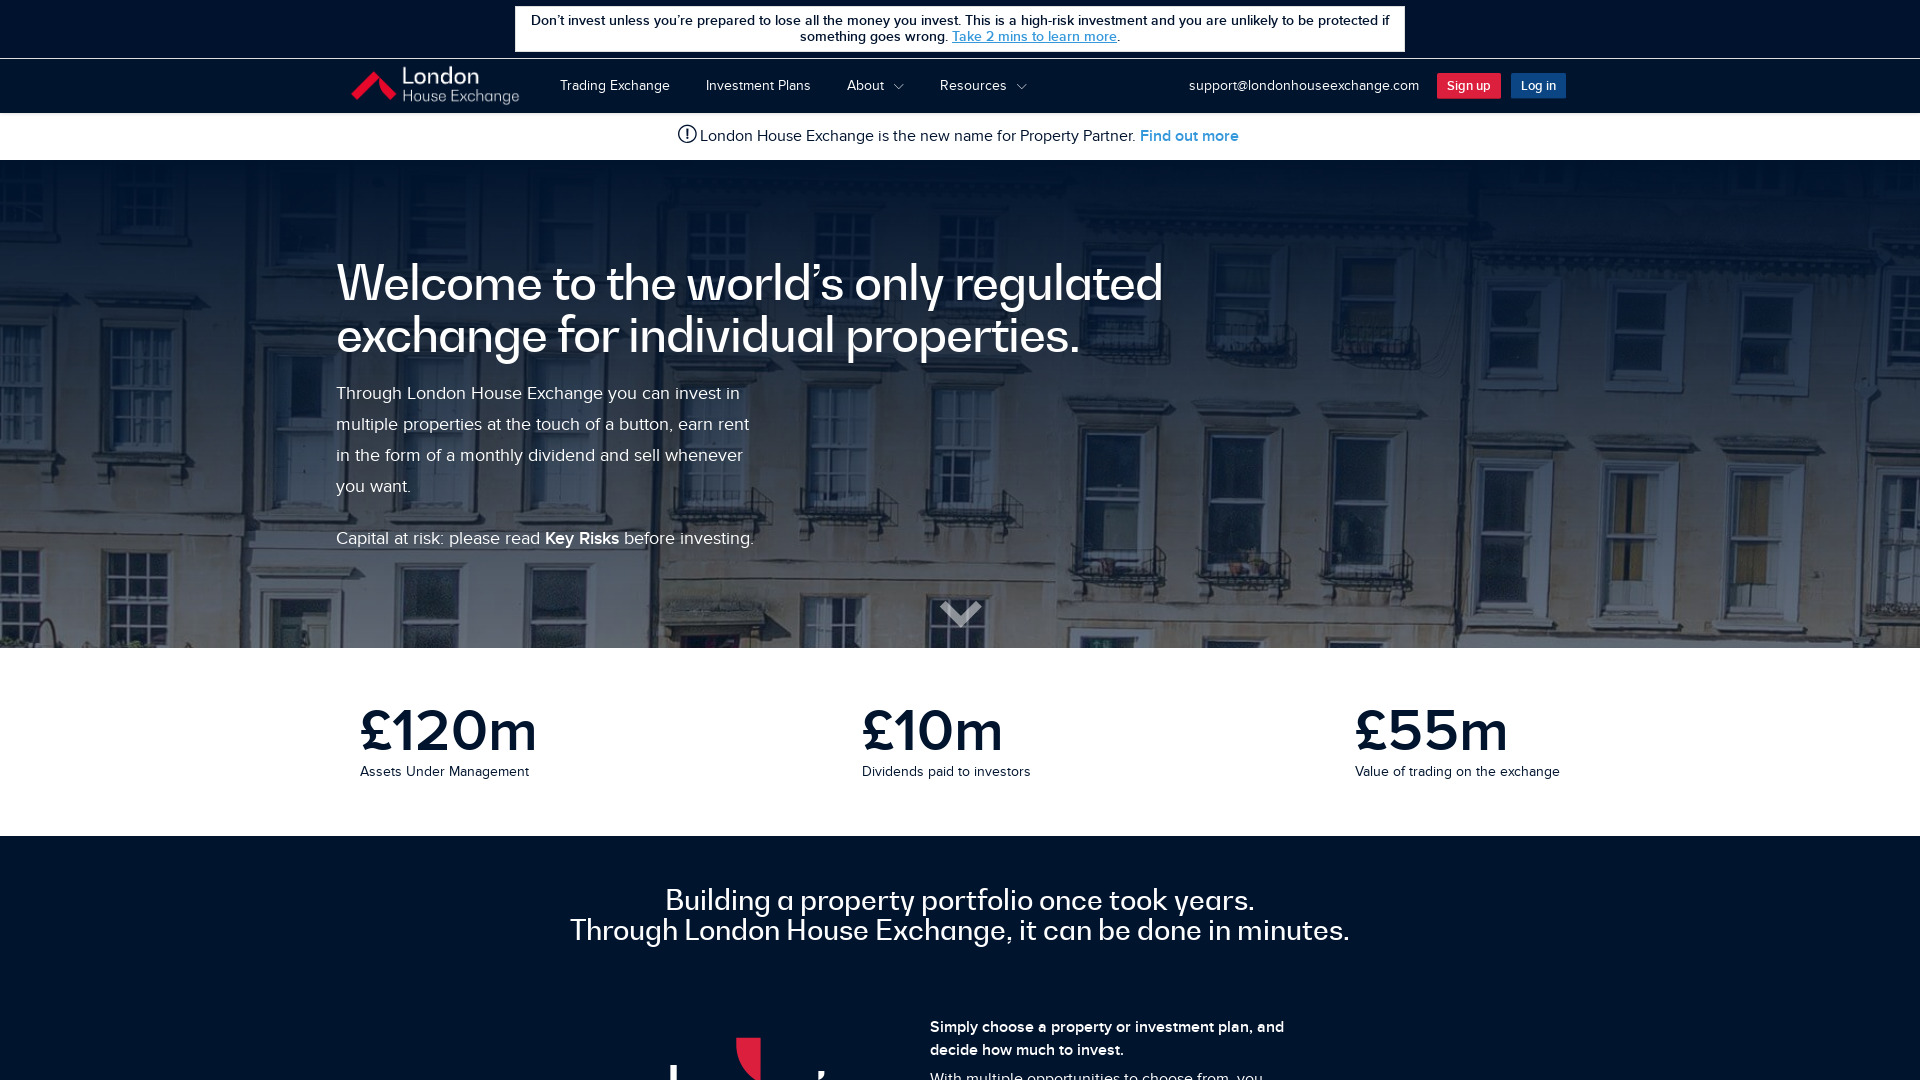 Don’t invest unless you’re prepared to lose all the money you invest. This is a high-risk investment and you are unlikely to be protected if
something goes wrong. Take 2 mins to learn more.
London
House Exchange
Trading Exchange
Investment Plans
About
Resources
support@londonhouseexchange.com
Sign up
Log in
London House Exchange is the new name for Property Partner. Find out more
Welcome to the world’s only regulated
exchange for individual properties.
Through London House Exchange you can invest in
multiple properties at the touch of a button, earn rent
in the form of a monthly dividend and sell whenever
you want.
Capital at risk: please read Key Risks before investing.
£120m
Assets Under Management
£10m
Dividends paid to investors
£55m
Value of trading on the exchange
Building a property portfolio once took years.
Through London House Exchange, it can be done in minutes.
Simply choose a property or investment plan, and
decide how much to invest.
With multiple opportunities to choose from, you